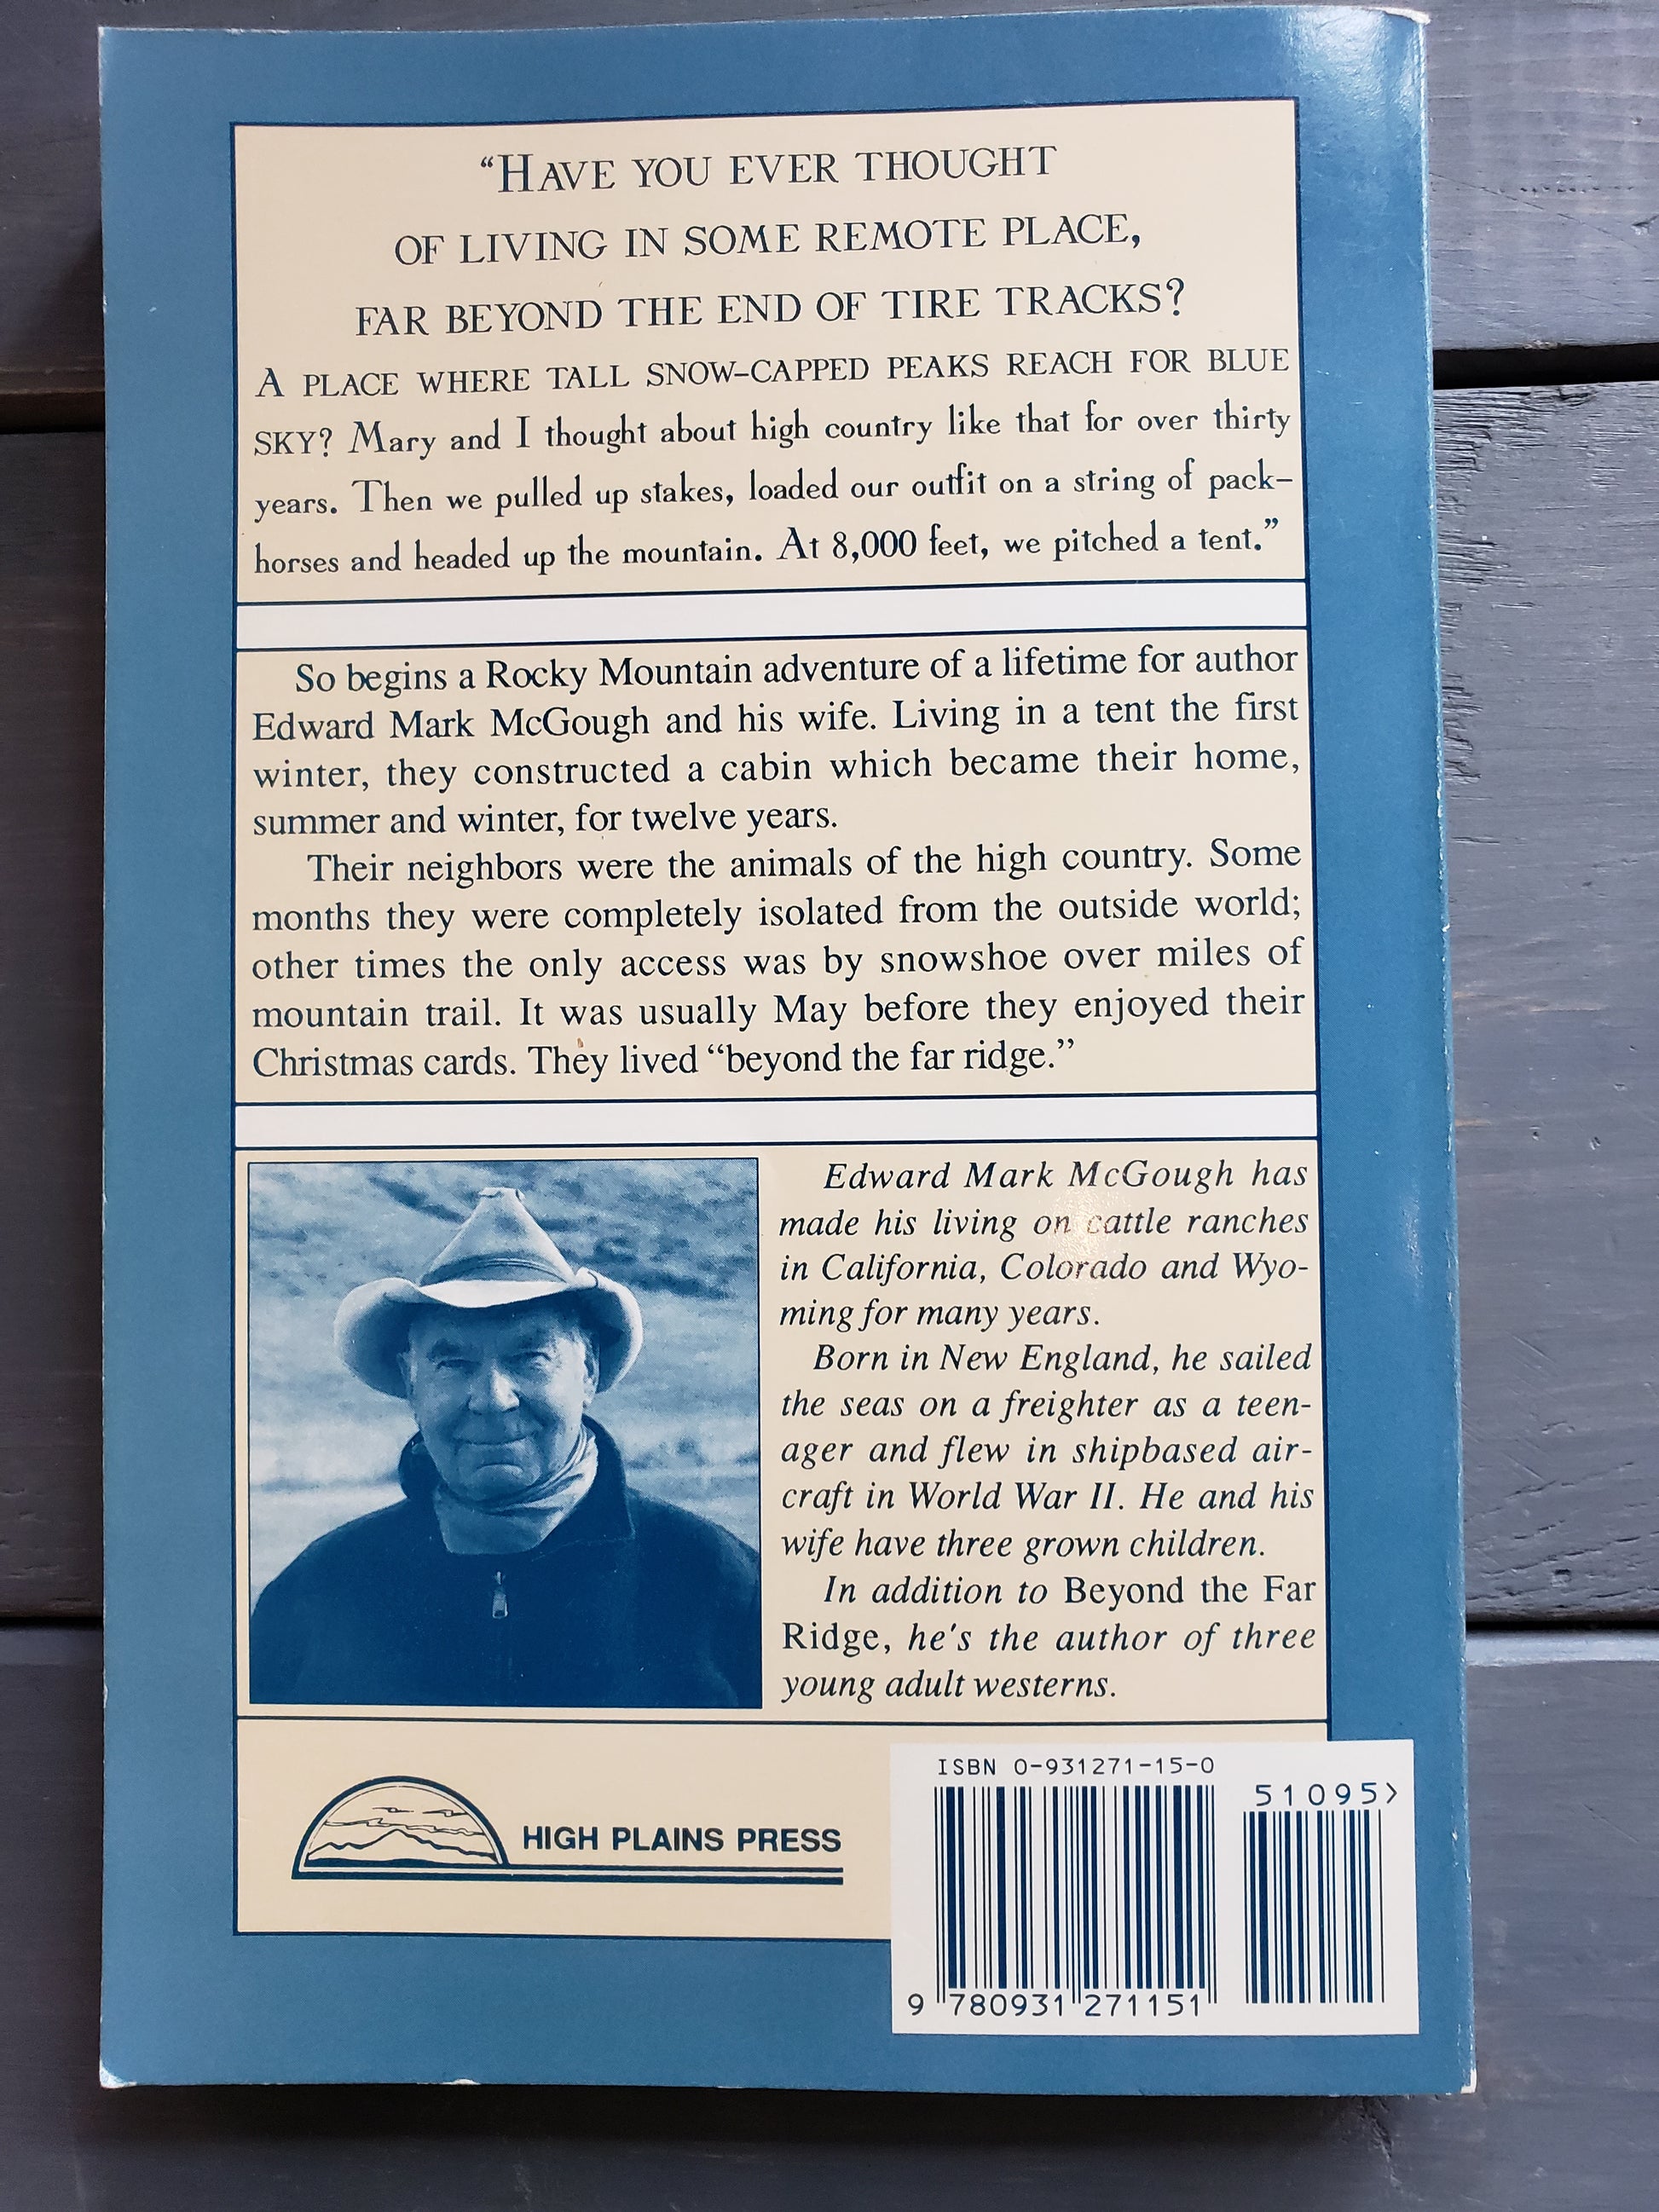 “HAVE YOU EVER THOUGHT
OF LIVING IN SOME REMOTE PLACE,
FAR BEYOND THE END OF TIRE TRACKS?
A PLACE WHERE TALL SNOW-CAPPED PEAKS REACH FOR BLUE
SKY? Mary and I thought about high country like that for over thirty
years. Then we pulled up stakes, loaded our outfit on a string of pack-
horses and headed up the mountain. At 8,000 feet, we pitched a tent.”
So begins a Rocky Mountain adventure of a lifetime for author
Edward Mark McGough and his wife. Living in a tent the first
winter, they constructed a cabin which became their home,
summer and winter, for twelve years.
Their neighbors were the animals of the high country. Some
months they were completely isolated from the outside world;
other times the only access was by snowshoe over miles of
mountain trail. It was usually May before they enjoyed their
Christmas cards. They lived “beyond the far ridge.”
Edward Mark McGough has
made his living on cattle ranches
in California, Colorado and Wyo-
ming for many years.
Born in New England, he sailed
the seas on a freighter as a teen-
ager and flew in shipbased air-
craft in World War II. He and his
wife have three grown children.
In addition to Beyond the Far
Ridge, he's the author of three
young adult westerns.
HIGH PLAINS PRESS
ISBN 0-931271-15-0
51095>
9 780931 271151